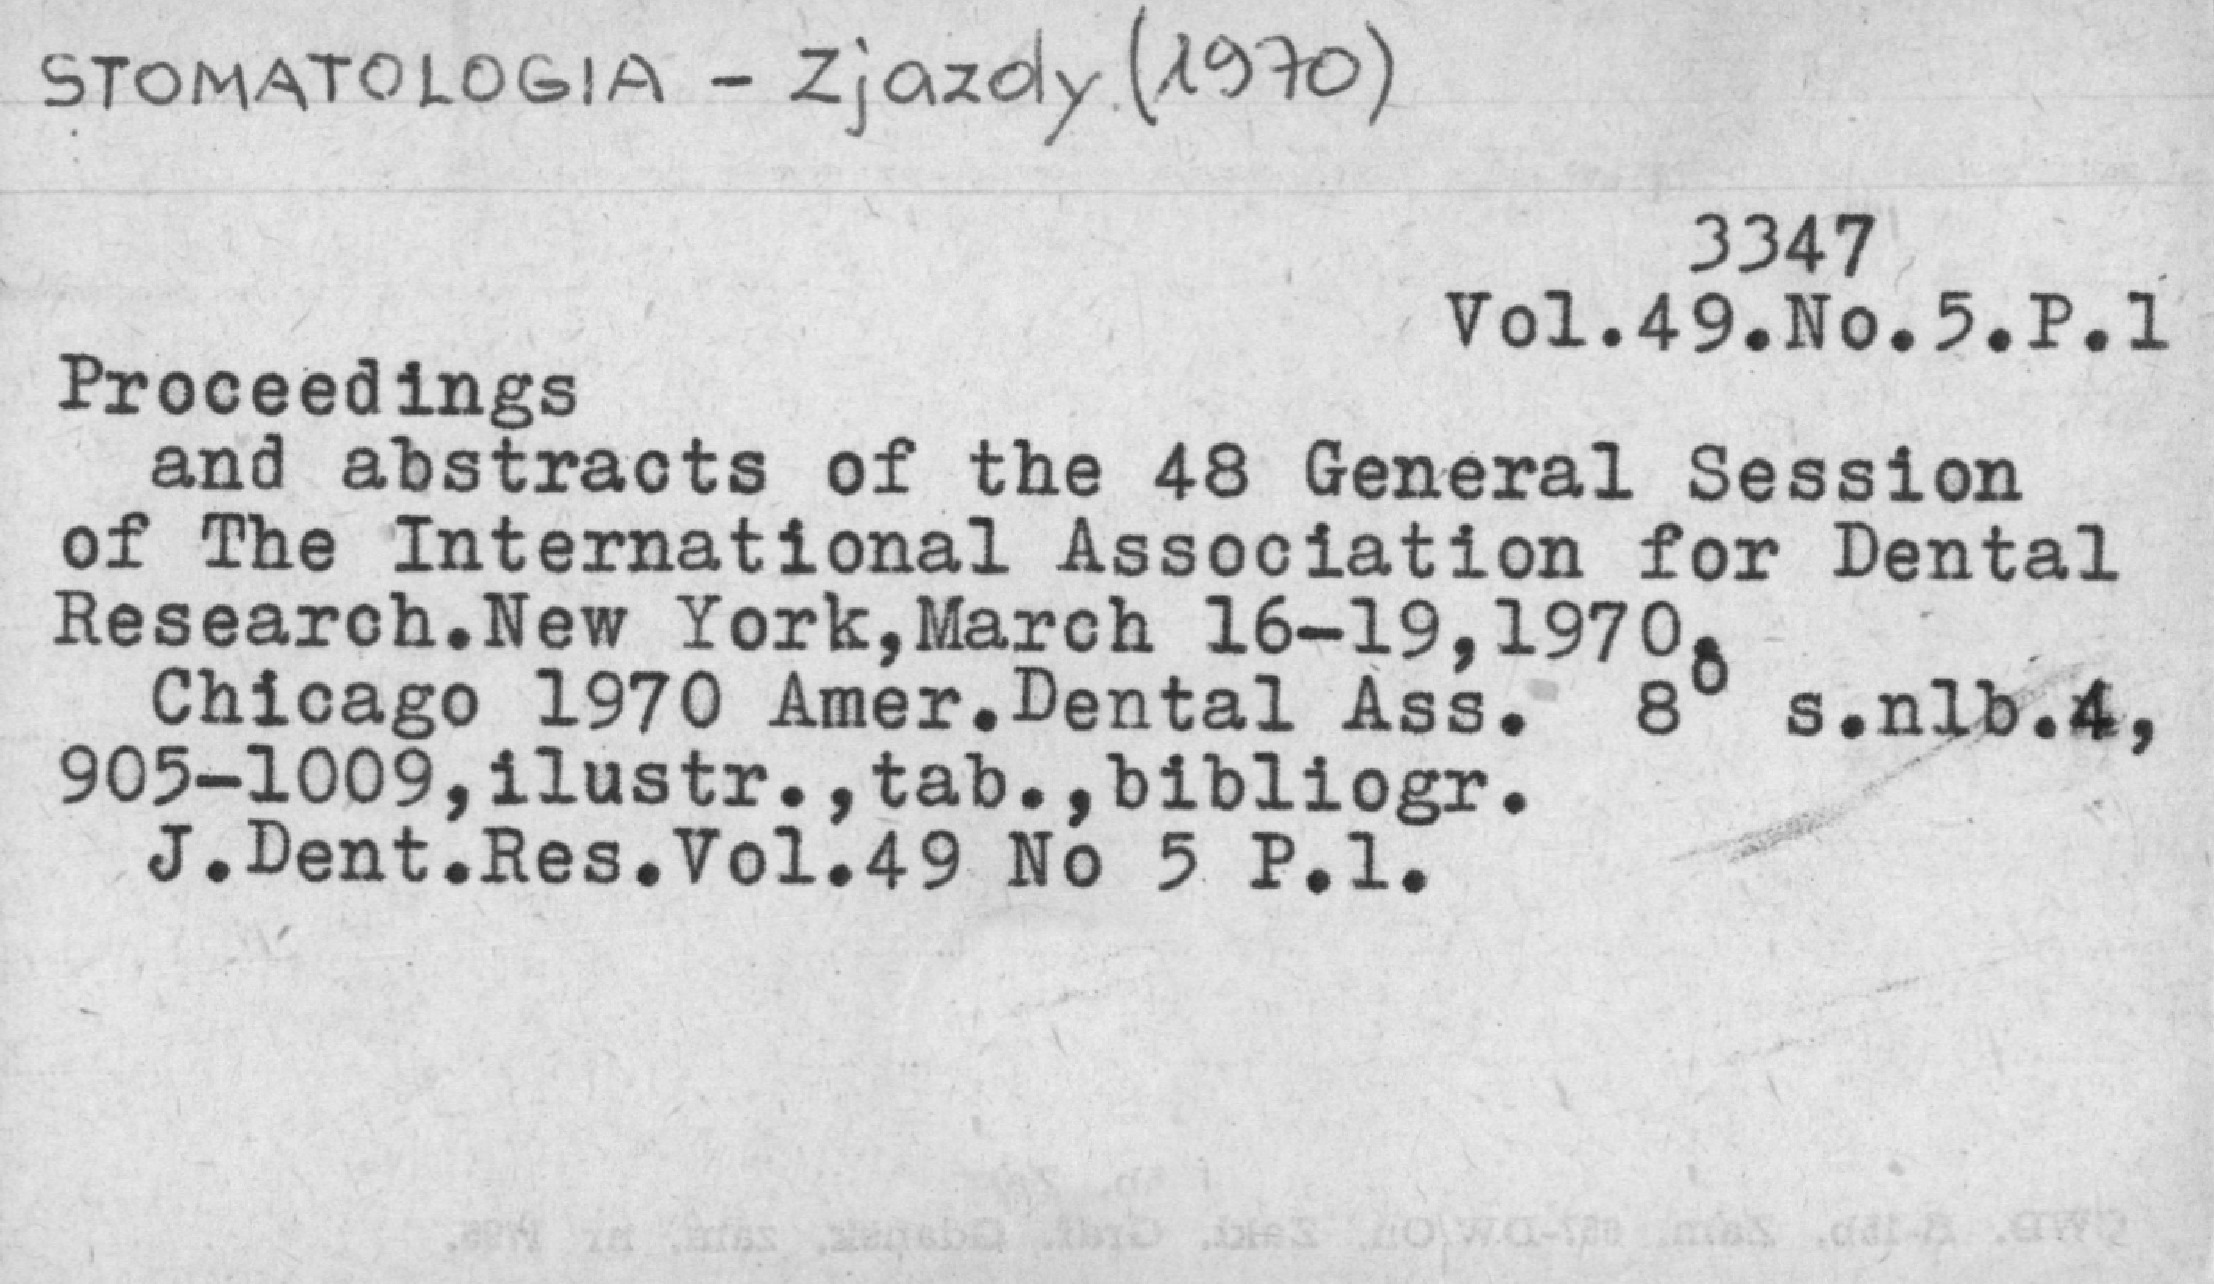 STOMATOLOGIA - Zjazdy (1970)
3347
Vol.49.No.5.P.1
Proceedings
and abstracts of the 48 General Session
of The International Association for Dental
Research.New York,March 16-19,1970.
Chicago 1970 Amer.Dental Ass. 8° s.nlb.4,
905-1009,ilustr.,tab.,bibliogr.
J.Dent.Res.Vol.49 No 5 P.1.